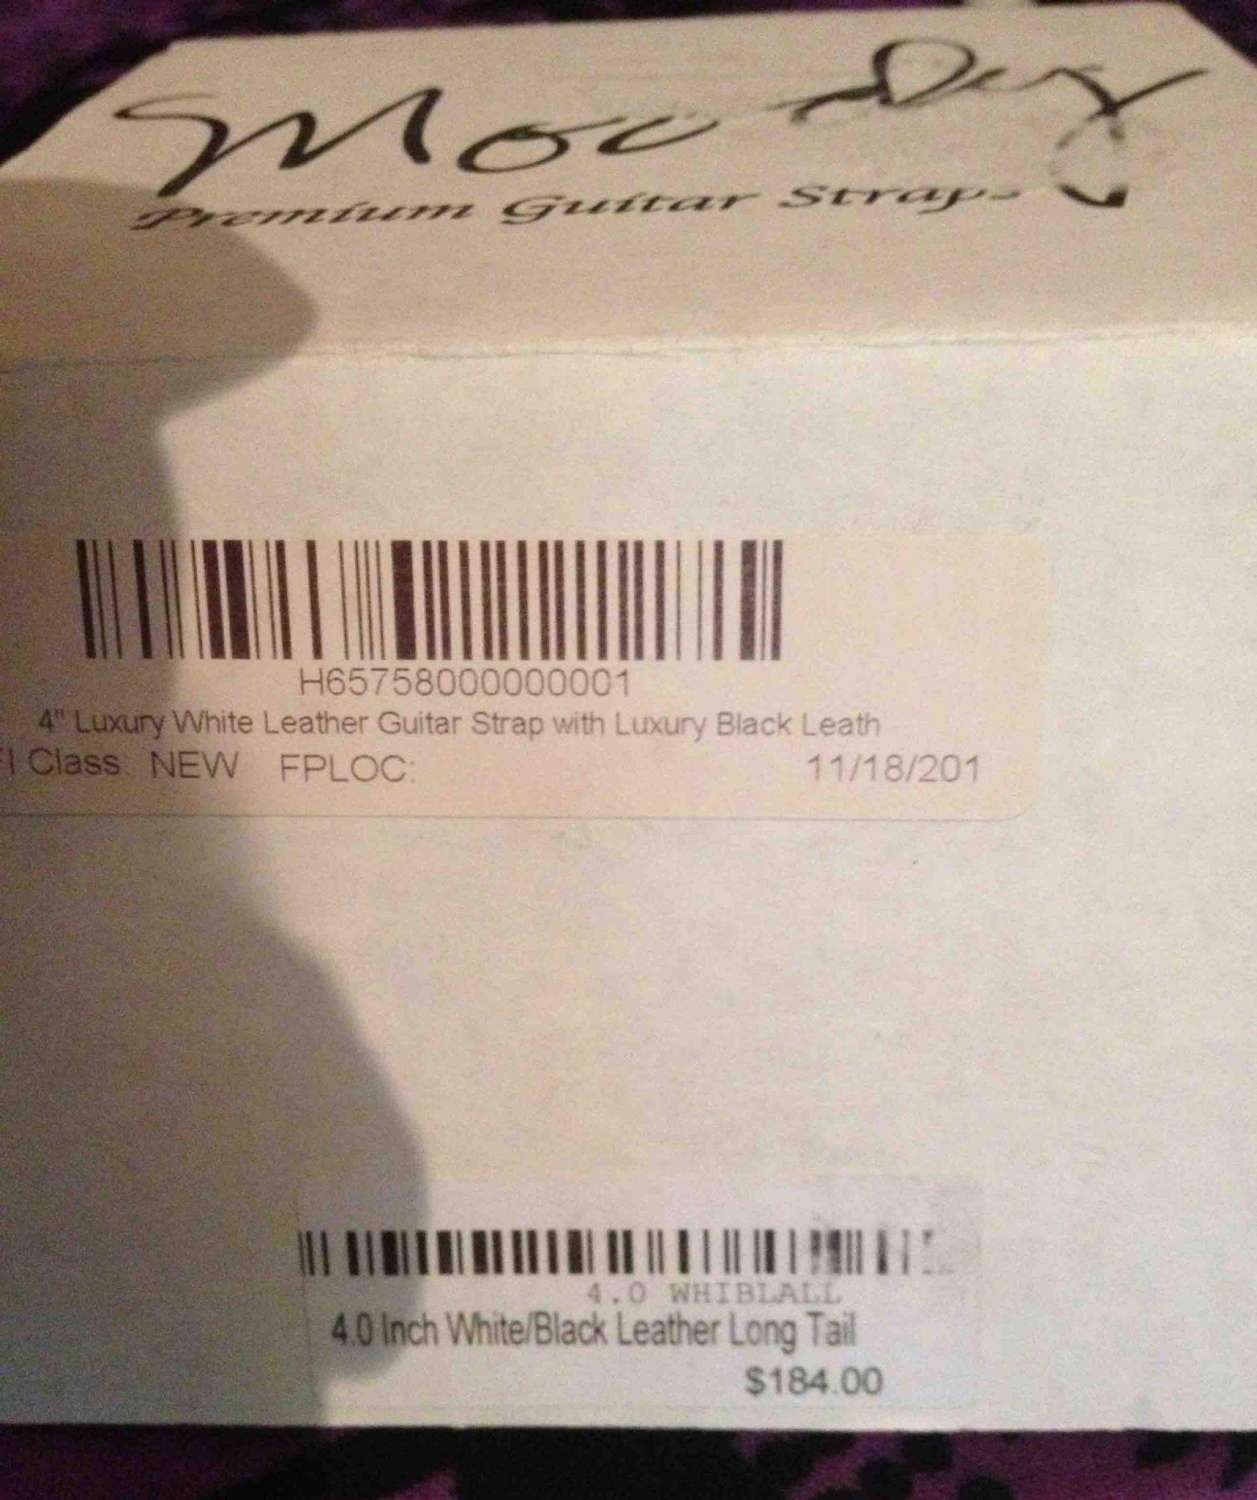 Moody
Premium Guitar Straps
H65758000000001
4" Luxury White Leather Guitar Strap with Luxury Black Leath
Class: NEW FPLOC:
11/18/201
4.0 WHIBLALL
4.0 Inch White/Black Leather Long Tail
$184.00